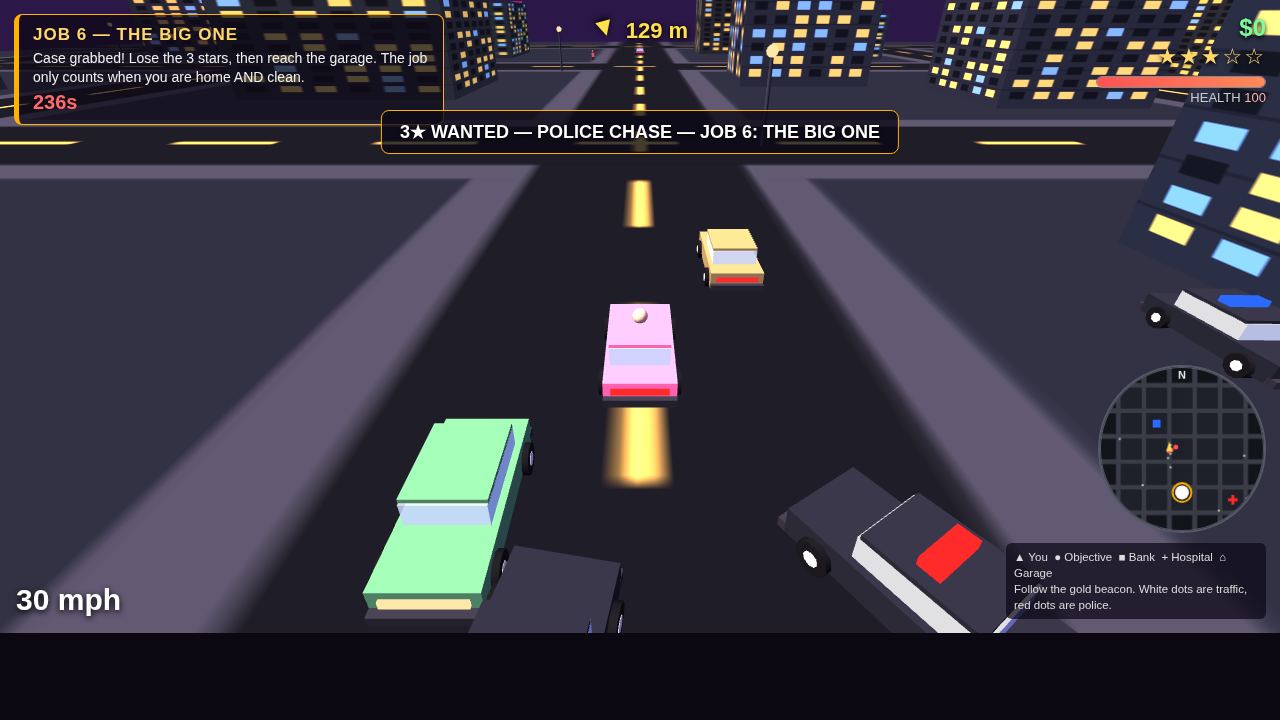 JOB 6 — THE BIG ONE
Case grabbed! Lose the 3 stars, then reach the garage. The job
only counts when you are home AND clean.
236s
129 m
$0
★★★☆☆
HEALTH 100
3★ WANTED — POLICE CHASE — JOB 6: THE BIG ONE
N
▲ You ● Objective ■ Bank + Hospital ⌂
Garage
Follow the gold beacon. White dots are traffic,
red dots are police.
30 mph